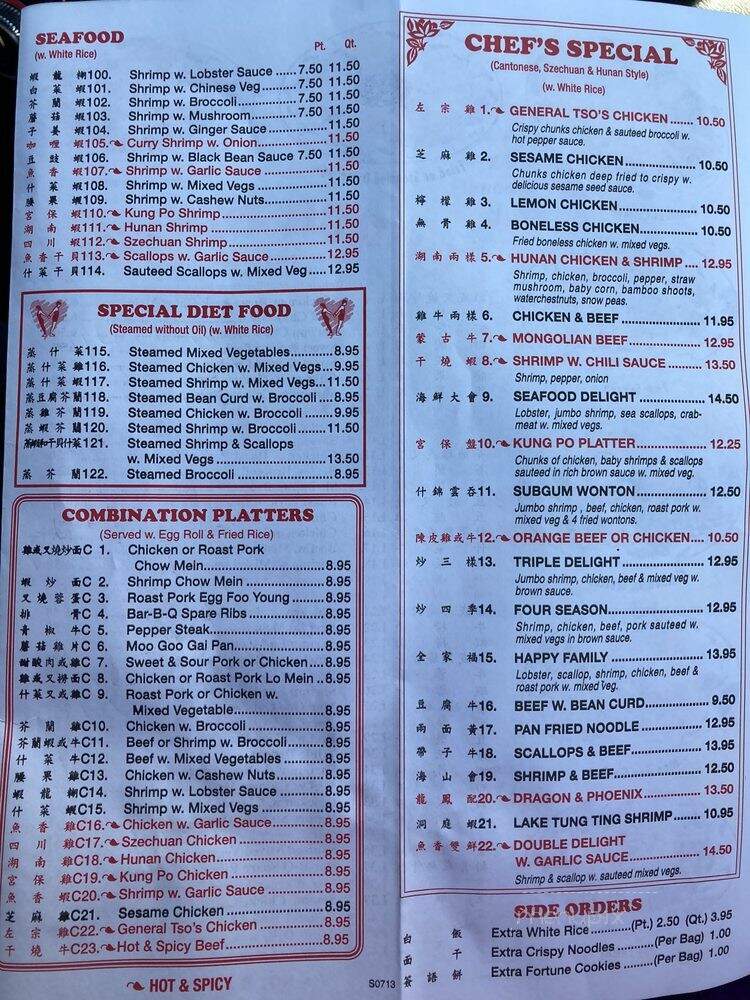 SEAFOOD
(w. White Rice)
Pt. Qt.
蝦龍糊100. Shrimp w. Lobster Sauce ......7.50 11.50
白菜蝦101. Shrimp w. Chinese Veg.......7.50 11.50
芥蘭蝦102. Shrimp w. Broccoli..............7.50 11.50
蘑菇蝦103. Shrimp w. Mushroom..........7.50 11.50
子姜蝦104. Shrimp w. Ginger Sauce................11.50
咖喱蝦105. Curry Shrimp w. Onion..................11.50
豆豉蝦106. Shrimp w. Black Bean Sauce 7.50 11.50
魚香蝦107. Shrimp w. Garlic Sauce .................11.50
什菜蝦108. Shrimp w. Mixed Vegs ..................11.50
腰果蝦109. Shrimp w. Cashew Nuts................11.50
宮保蝦110. Kung Po Shrimp............................11.50
湖南蝦111. Hunan Shrimp ..............................11.50
四川蝦112. Szechuan Shrimp.........................11.50
魚香干貝113. Scallops w. Garlic Sauce..............12.95
什菜干貝114. Sauteed Scallops w. Mixed Veg....12.95
SPECIAL DIET FOOD
(Steamed without Oil) (w. White Rice)
蒸什菜115. Steamed Mixed Vegetables..........8.95
蒸什菜雞116. Steamed Chicken w. Mixed Vegs...9.95
蒸什菜蝦117. Steamed Shrimp w. Mixed Vegs...11.50
蒸豆腐芥蘭118. Steamed Bean Curd w. Broccoli ....8.95
蒸雞芥蘭119. Steamed Chicken w. Broccoli ........9.95
蒸蝦芥蘭120. Steamed Shrimp w. Broccoli........11.50
121. Steamed Shrimp & Scallops
w. Mixed Vegs ............................13.50
蒸芥蘭122. Steamed Broccoli ..........................8.95
COMBINATION PLATTERS
(Served w. Egg Roll & Fried Rice)
雞或叉燒炒面C 1. Chicken or Roast Pork
Chow Mein...............................8.95
蝦炒面C 2. Shrimp Chow Mein ....................8.95
叉燒蓉蛋C 3. Roast Pork Egg Foo Young ........8.95
排骨C 4. Bar-B-Q Spare Ribs ...................8.95
青椒牛C 5. Pepper Steak.............................8.95
蘑菇雞片C 6. Moo Goo Gai Pan.......................8.95
甜酸肉或雞C 7. Sweet & Sour Pork or Chicken....8.95
雞或叉撈面C 8. Chicken or Roast Pork Lo Mein ..8.95
什菜叉或雞C 9. Roast Pork or Chicken w.
Mixed Vegetable.......................8.95
芥蘭雞C10. Chicken w. Broccoli ....................8.95
芥蘭蝦或牛C11. Beef or Shrimp w. Broccoli.........8.95
什菜牛C12. Beef w. Mixed Vegetables ..........8.95
腰果雞C13. Chicken w. Cashew Nuts............8.95
蝦龍糊C14. Shrimp w. Lobster Sauce ...........8.95
什菜蝦C15. Shrimp w. Mixed Vegs ...............8.95
魚香雞C16. Chicken w. Garlic Sauce.............8.95
四川雞C17. Szechuan Chicken ......................8.95
湖南雞C18. Hunan Chicken...........................8.95
宮保雞C19. Kung Po Chicken .......................8.95
魚香蝦C20. Shrimp w. Garlic Sauce ..............8.95
芝麻雞C21. Sesame Chicken ........................8.95
左宗雞C22. General Tso's Chicken ................8.95
干燒牛C23. Hot & Spicy Beef........................8.95
HOT & SPICY
S0713
CHEF'S SPECIAL
(Cantonese, Szechuan & Hunan Style)
(w. White Rice)
左宗雞 1. GENERAL TSO'S CHICKEN ....... 10.50
Crispy chunks chicken & sauteed broccoli w.
hot pepper sauce.
芝麻雞 2. SESAME CHICKEN...................... 10.50
Chunks chicken deep fried to crispy w.
delicious sesame seed sauce.
檸檬雞 3. LEMON CHICKEN........................ 10.50
無骨雞 4. BONELESS CHICKEN.................. 10.50
Fried boneless chicken w. mixed vegs.
湖南兩樣 5. HUNAN CHICKEN & SHRIMP .... 12.95
Shrimp, chicken, broccoli, pepper, straw
mushroom, baby corn, bamboo shoots,
waterchestnuts, snow peas.
雞牛兩樣 6. CHICKEN & BEEF ....................... 11.95
蒙古牛 7. MONGOLIAN BEEF.................... 12.95
干燒蝦 8. SHRIMP W. CHILI SAUCE ......... 13.50
Shrimp, pepper, onion
海鮮大會 9. SEAFOOD DELIGHT ................... 14.50
Lobster, jumbo shrimp, sea scallops, crab-
meat w. mixed vegs.
宮保盤10. KUNG PO PLATTER................... 12.25
Chunks of chicken, baby shrimps & scallops
sauteed in rich brown sauce w. mixed veg.
什錦雲吞11. SUBGUM WONTON .................. 12.50
Jumbo shrimp , beef, chicken, roast pork w.
mixed veg & 4 fried wontons.
陳皮雞或牛12. ORANGE BEEF OR CHICKEN.... 10.50
炒三樣13. TRIPLE DELIGHT ........................ 12.95
Jumbo shrimp, chicken, beef & mixed veg w.
brown sauce.
炒四季14. FOUR SEASON........................... 12.95
Shrimp, chicken, beef, pork sauteed w.
mixed vegs in brown sauce.
全家福15. HAPPY FAMILY .......................... 13.95
Lobster, scallop, shrimp, chicken, beef &
roast pork w. mixed Veg.
豆腐牛16. BEEF W. BEAN CURD.................. 9.50
兩面黃17. PAN FRIED NOODLE ................. 12.95
帶子牛18. SCALLOPS & BEEF................... 13.95
海山會19. SHRIMP & BEEF........................ 12.50
龍鳳配20. DRAGON & PHOENIX............... 13.50
洞庭蝦21. LAKE TUNG TING SHRIMP........ 10.95
魚香雙鮮22. DOUBLE DELIGHT
W. GARLIC SAUCE...................... 14.50
Shrimp & scallop w. sauteed mixed vegs.
SIDE ORDERS
白飯 Extra White Rice............(Pt.) 2.50 (Qt.) 3.95
面干 Extra Crispy Noodles .........(Per Bag) 1.00
簽語餅 Extra Fortune Cookies .........(Per Bag) 1.00